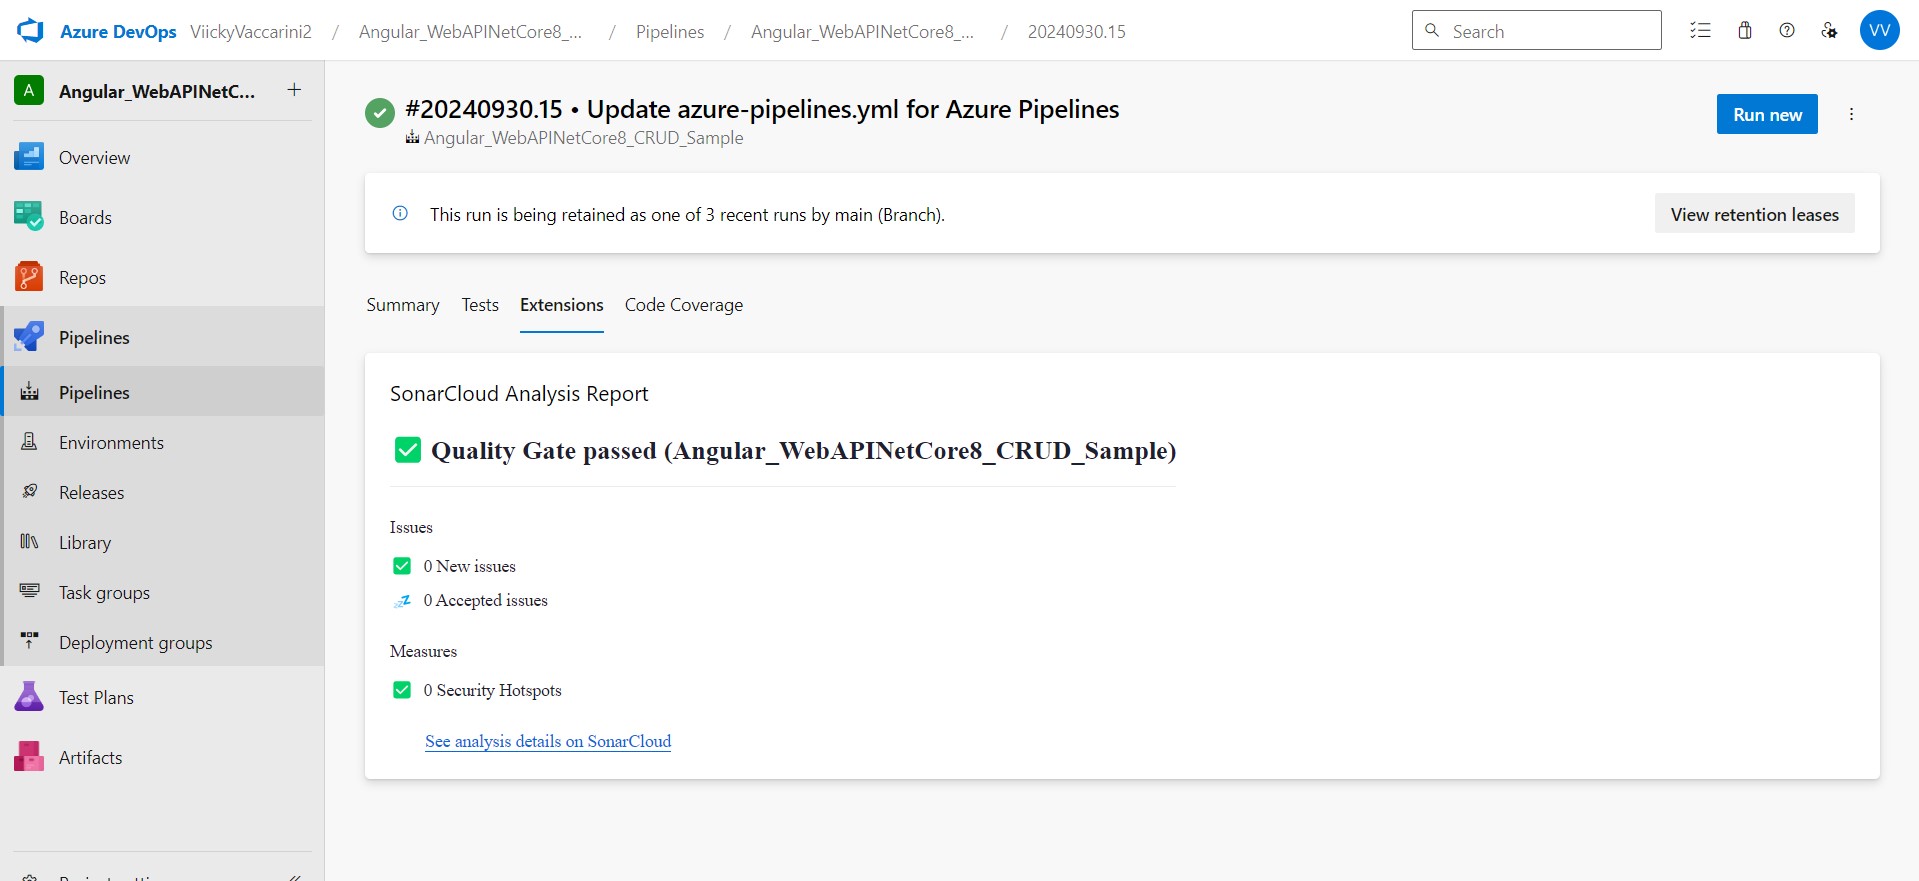 Azure DevOps ViickyVaccarini2 / Angular_WebAPINetCore8_... / Pipelines / Angular_WebAPINetCore8_... / 20240930.15
Search
VV
A Angular_WebAPINetC... +
Overview
Boards
Repos
Pipelines
Pipelines
Environments
Releases
Library
Task groups
Deployment groups
Test Plans
Artifacts
#20240930.15 • Update azure-pipelines.yml for Azure Pipelines
Angular_WebAPINetCore8_CRUD_Sample
Run new
This run is being retained as one of 3 recent runs by main (Branch).
View retention leases
Summary Tests Extensions Code Coverage
SonarCloud Analysis Report
Quality Gate passed (Angular_WebAPINetCore8_CRUD_Sample)
Issues
0 New issues
0 Accepted issues
Measures
0 Security Hotspots
See analysis details on SonarCloud